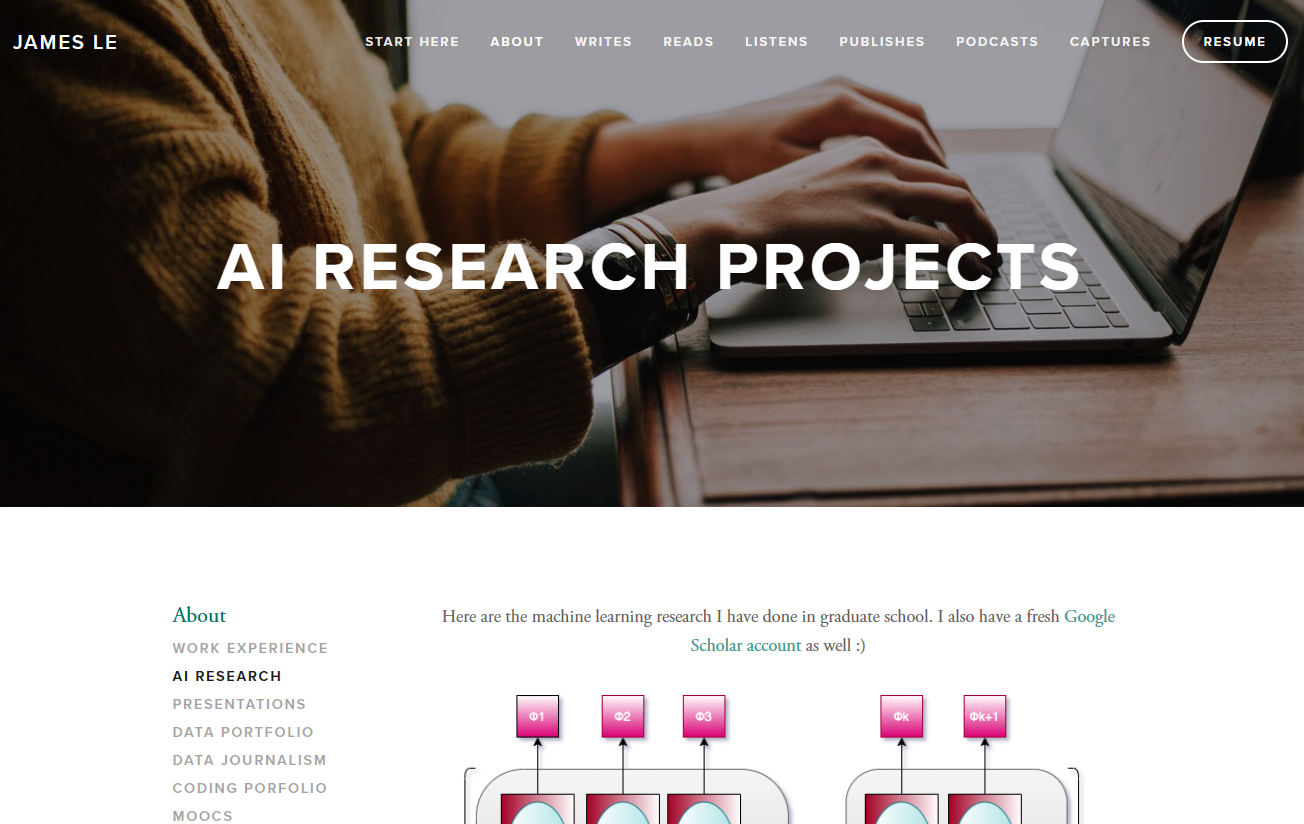 JAMES LE
START HERE ABOUT WRITES READS LISTENS PUBLISHES PODCASTS CAPTURES RESUME
AI RESEARCH PROJECTS
About
WORK EXPERIENCE
AI RESEARCH
PRESENTATIONS
DATA PORTFOLIO
DATA JOURNALISM
CODING PORFOLIO
MOOCS
Here are the machine learning research I have done in graduate school. I also have a fresh Google
Scholar account as well :)
Φ1 Φ2 Φ3 Φk Φk+1